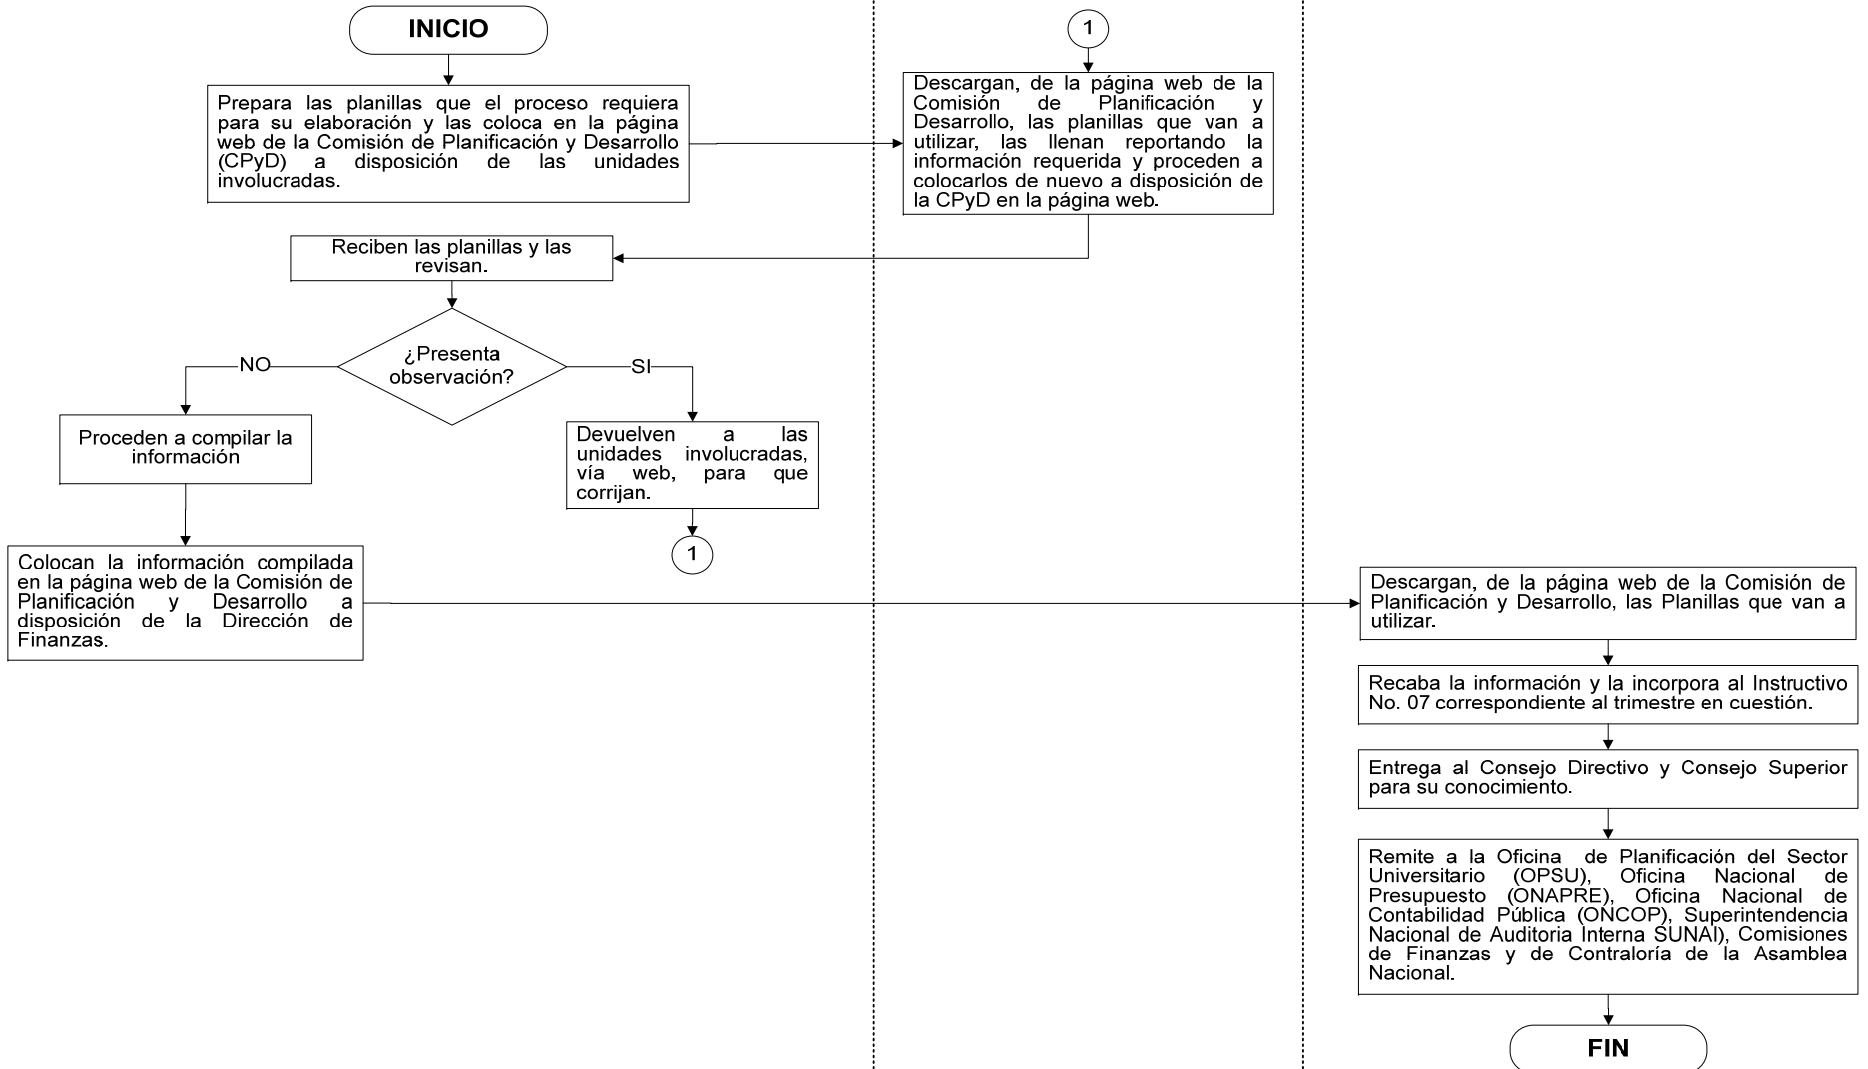 INICIO
Prepara las planillas que el proceso requiera
para su elaboración y las coloca en la página
web de la Comisión de Planificación y Desarrollo
(CPyD) a disposición de las unidades
involucradas.
1
Descargan, de la página web de la
Comisión de Planificación y
Desarrollo, las planillas que van a
utilizar, las llenan reportando la
información requerida y proceden a
colocarlos de nuevo a disposición de
la CPyD en la página web.
Reciben las planillas y las
revisan.
¿Presenta
observación?
NO
SI
Proceden a compilar la
información
Devuelven a las
unidades involucradas,
vía web, para que
corrijan.
1
Colocan la información compilada
en la página web de la Comisión de
Planificación y Desarrollo a
disposición de la Dirección de
Finanzas.
Descargan, de la página web de la Comisión de
Planificación y Desarrollo, las Planillas que van a
utilizar.
Recaba la información y la incorpora al Instructivo
No. 07 correspondiente al trimestre en cuestión.
Entrega al Consejo Directivo y Consejo Superior
para su conocimiento.
Remite a la Oficina de Planificación del Sector
Universitario (OPSU), Oficina Nacional de
Presupuesto (ONAPRE), Oficina Nacional de
Contabilidad Pública (ONCOP), Superintendencia
Nacional de Auditoria Interna SUNAI), Comisiones
de Finanzas y de Contraloría de la Asamblea
Nacional.
FIN